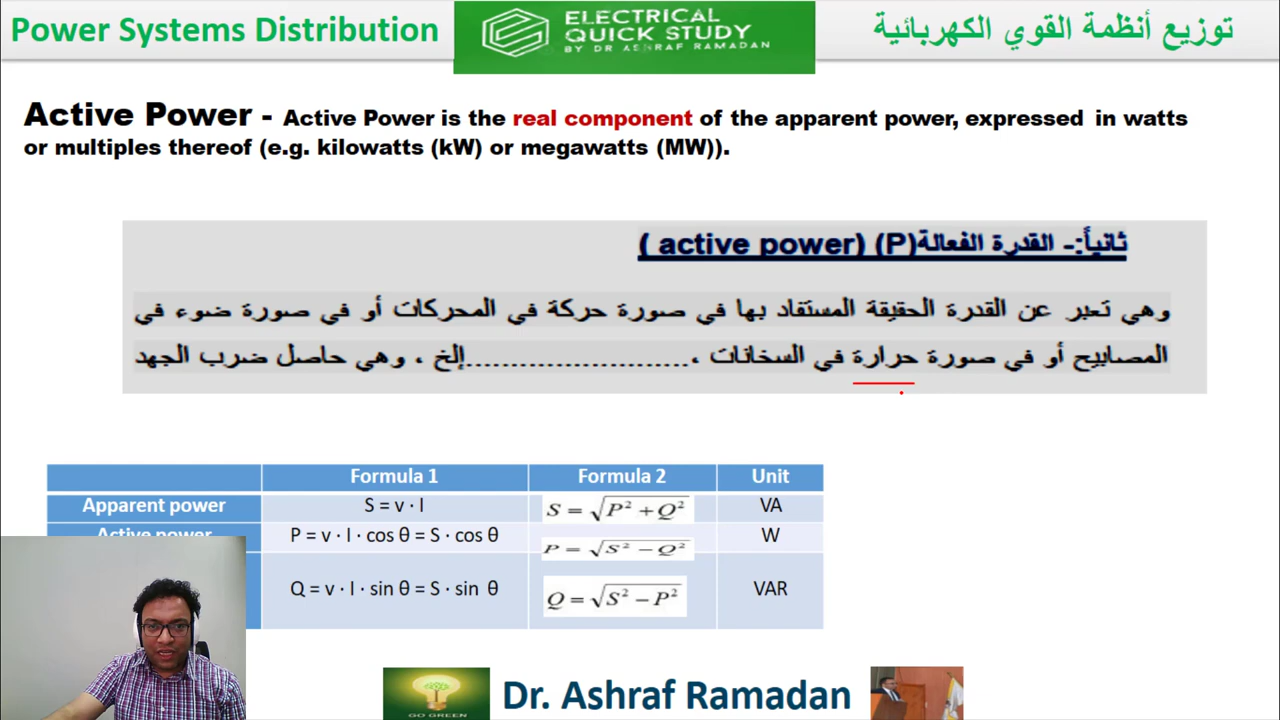 Power Systems Distribution
ELECTRICAL
QUICK STUDY
BY DR ASHRAF RAMADAN
توزيع أنظمة القوي الكهربائية
Active Power - Active Power is the real component of the apparent power, expressed in watts
or multiples thereof (e.g. kilowatts (kW) or megawatts (MW)).
ثانياً:- القدرة الفعالة(P) (active power )
وهي تعبر عن القدرة الحقيقة المستفاد بها في صورة حركة في المحركات أو في صورة ضوء في
المصابيح أو في صورة حرارة في السخانات ،.........................إلخ ، وهي حاصل ضرب الجهد
Formula 1 Formula 2 Unit
Apparent power S = v · I S = √(P² + Q²) VA
Active power P = v · I · cos θ = S · cos θ P = √(S² − Q²) W
Q = v · I · sin θ = S · sin θ Q = √(S² − P²) VAR
GO GREEN
Dr. Ashraf Ramadan